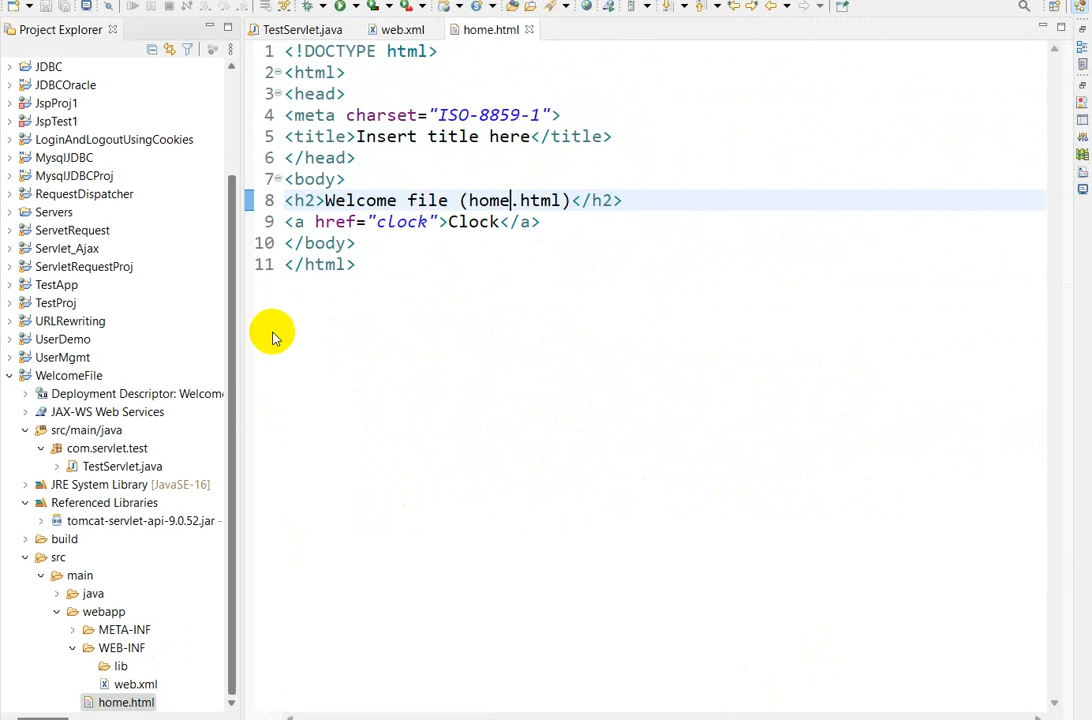 Project Explorer
JDBC
JDBCOracle
JspProj1
JspTest1
LoginAndLogoutUsingCookies
MysqlJDBC
MysqlJDBCProj
RequestDispatcher
Servers
ServetRequest
Servlet_Ajax
ServletRequestProj
TestApp
TestProj
URLRewriting
UserDemo
UserMgmt
WelcomeFile
Deployment Descriptor: Welcom
JAX-WS Web Services
src/main/java
com.servlet.test
TestServlet.java
JRE System Library [JavaSE-16]
Referenced Libraries
tomcat-servlet-api-9.0.52.jar
build
src
main
java
webapp
META-INF
WEB-INF
lib
web.xml
home.html
TestServlet.java web.xml home.html
1 <!DOCTYPE html>
2 <html>
3 <head>
4 <meta charset="ISO-8859-1">
5 <title>Insert title here</title>
6 </head>
7 <body>
8 <h2>Welcome file (home.html)</h2>
9 <a href="clock">Clock</a>
10 </body>
11 </html>